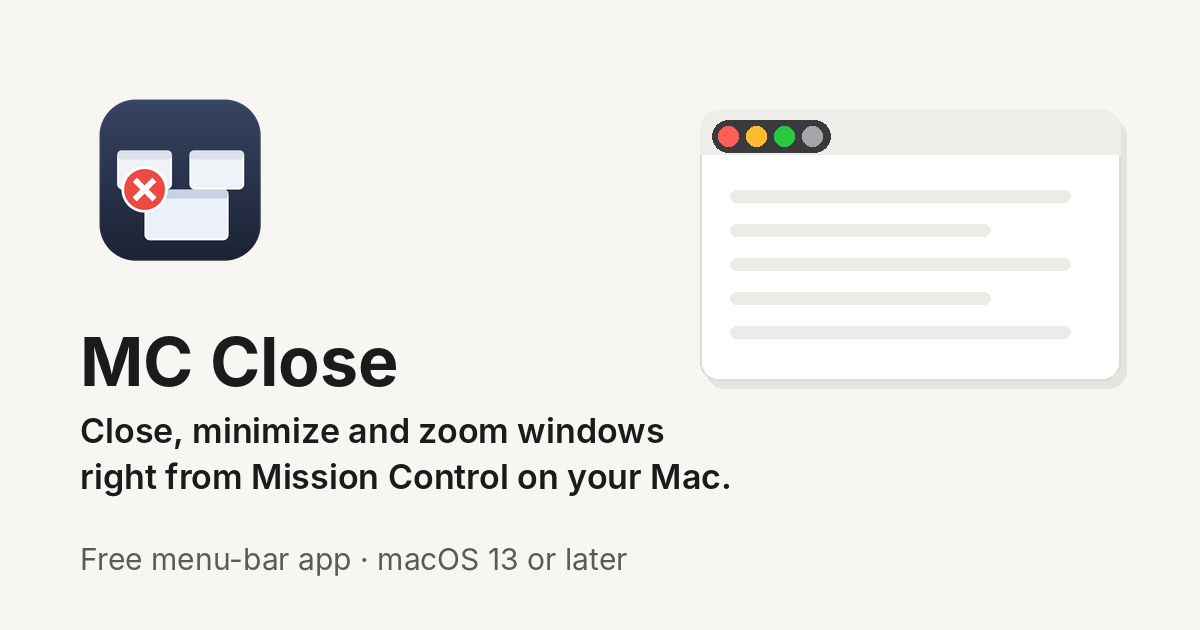 MC Close
Close, minimize and zoom windows
right from Mission Control on your Mac.
Free menu-bar app · macOS 13 or later